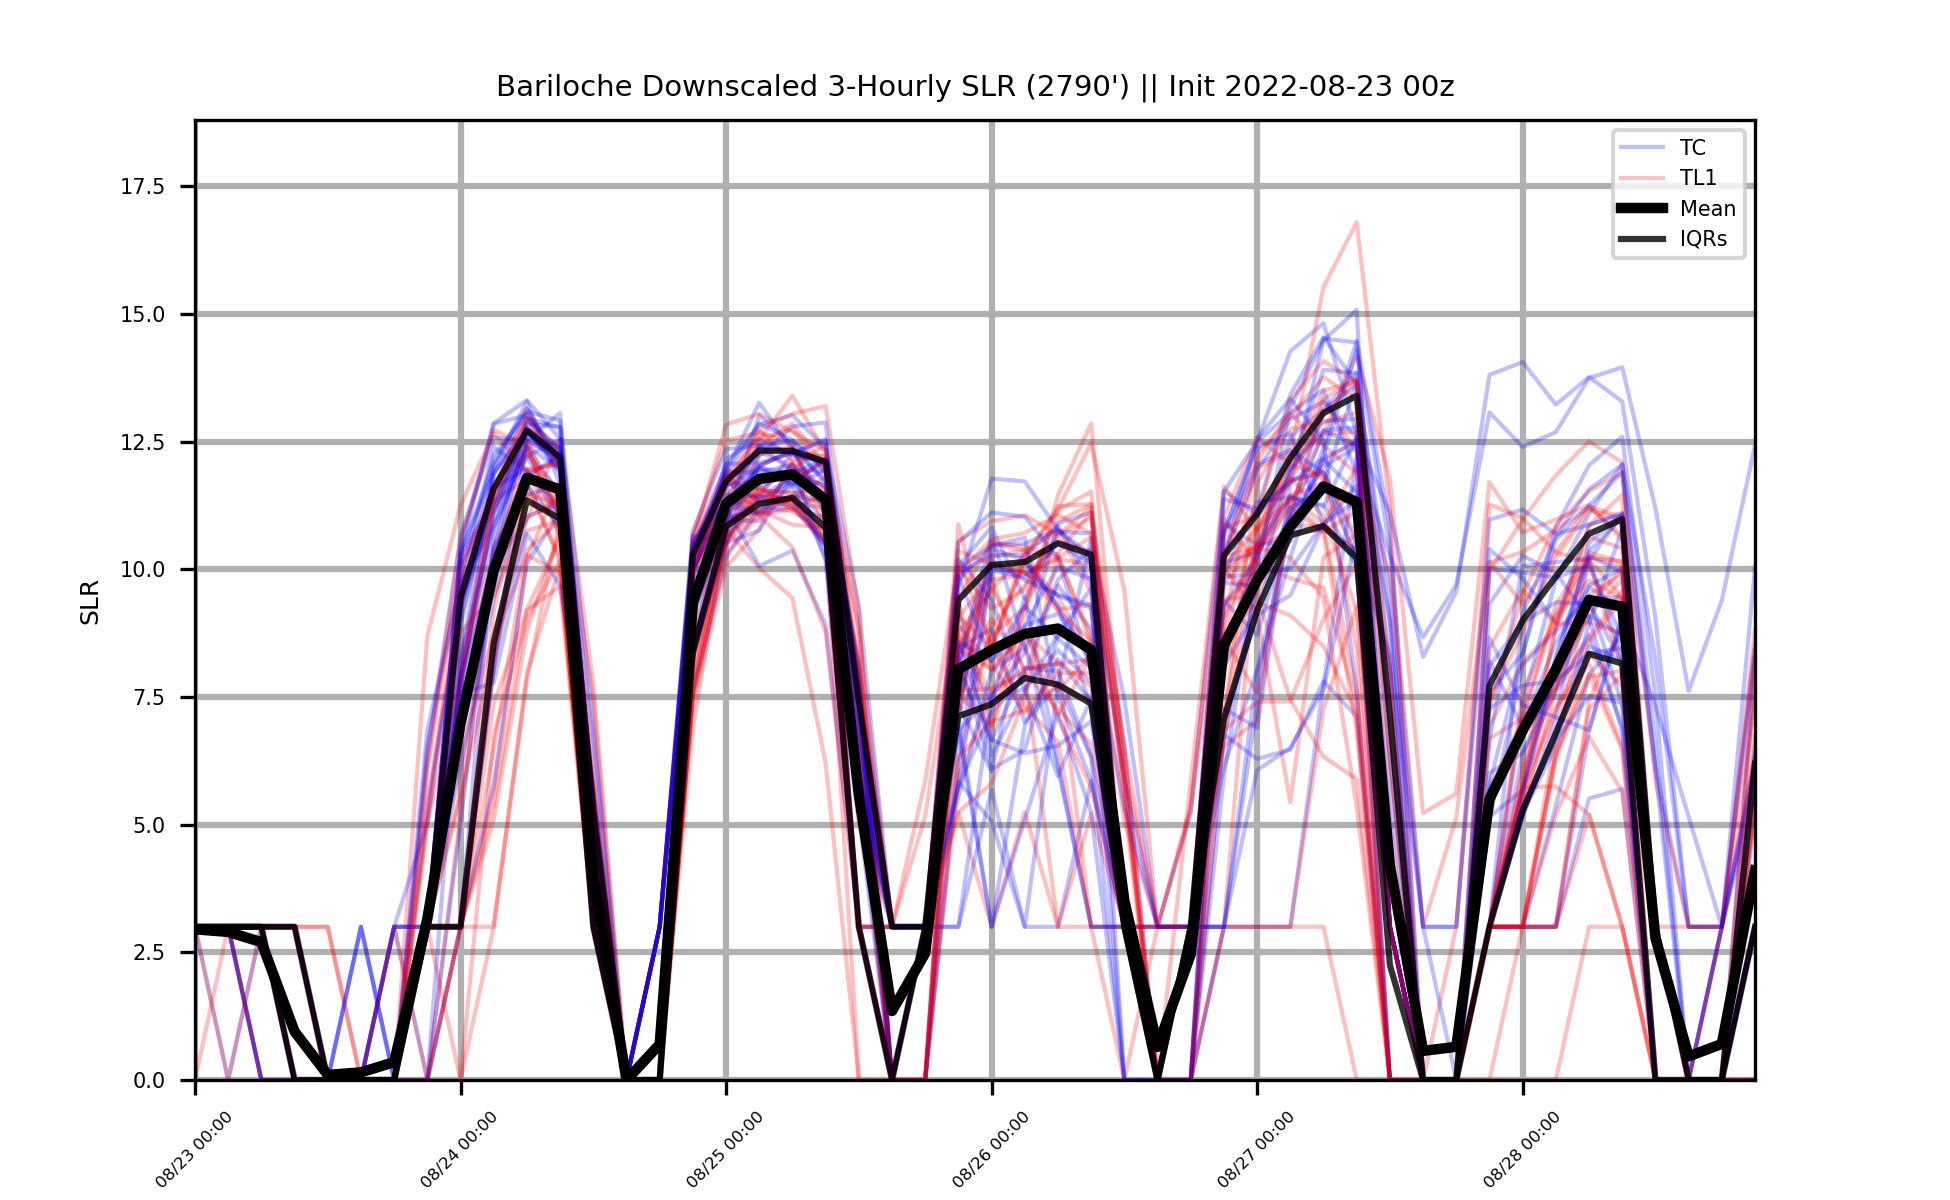 Bariloche Downscaled 3-Hourly SLR (2790') || Init 2022-08-23 00z
TC
TL1
Mean
IQRs
17.5
15.0
12.5
10.0
7.5
5.0
2.5
0.0
SLR
08/23 00:00
08/24 00:00
08/25 00:00
08/26 00:00
08/27 00:00
08/28 00:00